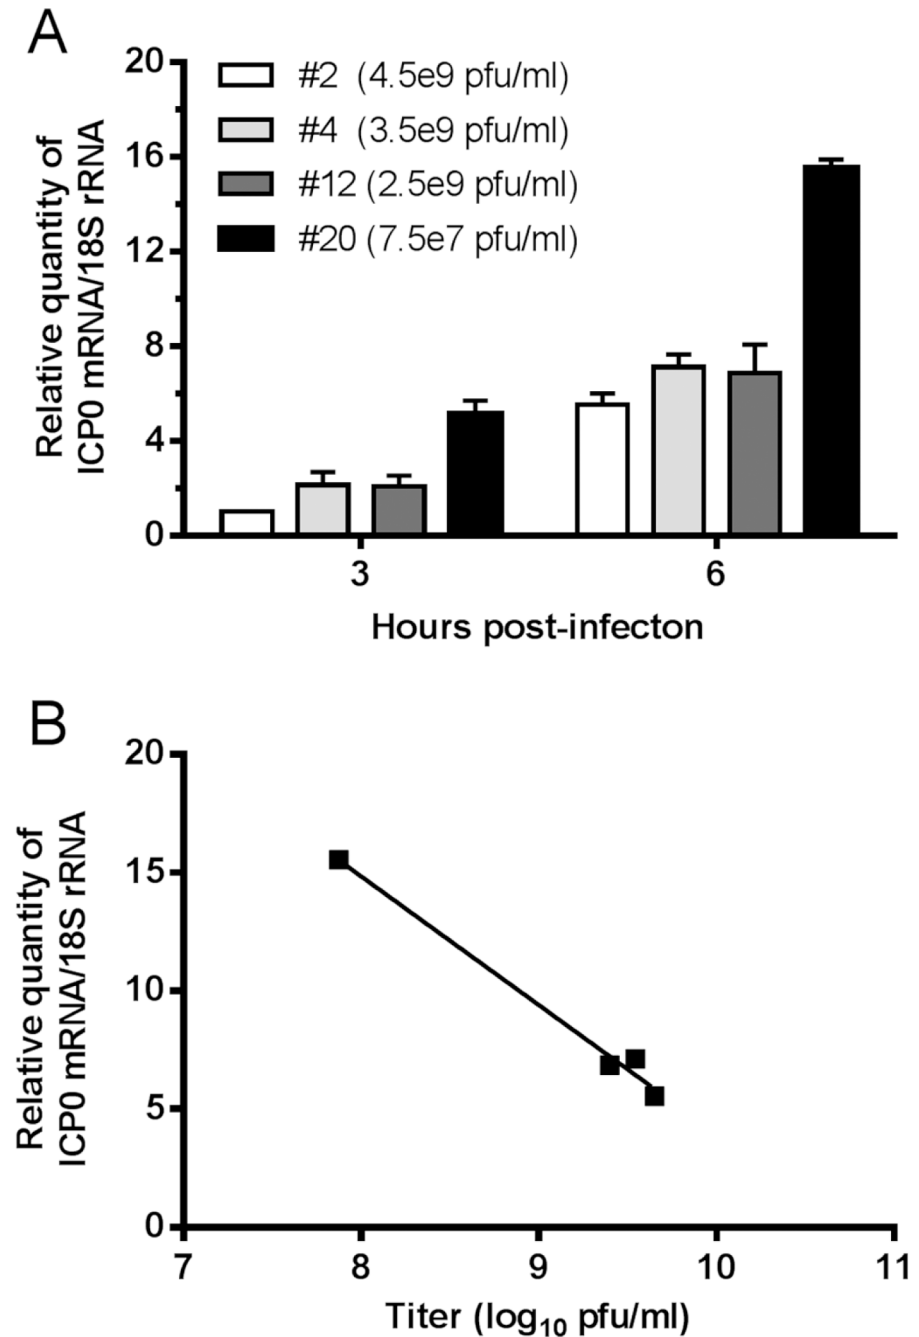 A
20
16
12
8
4
0
Relative quantity of
ICP0 mRNA/18S rRNA
#2 (4.5e9 pfu/ml)
#4 (3.5e9 pfu/ml)
#12 (2.5e9 pfu/ml)
#20 (7.5e7 pfu/ml)
3 6
Hours post-infecton
B
20
15
10
5
0
Relative quantity of
ICP0 mRNA/18S rRNA
7 8 9 10 11
Titer (log₁₀ pfu/ml)